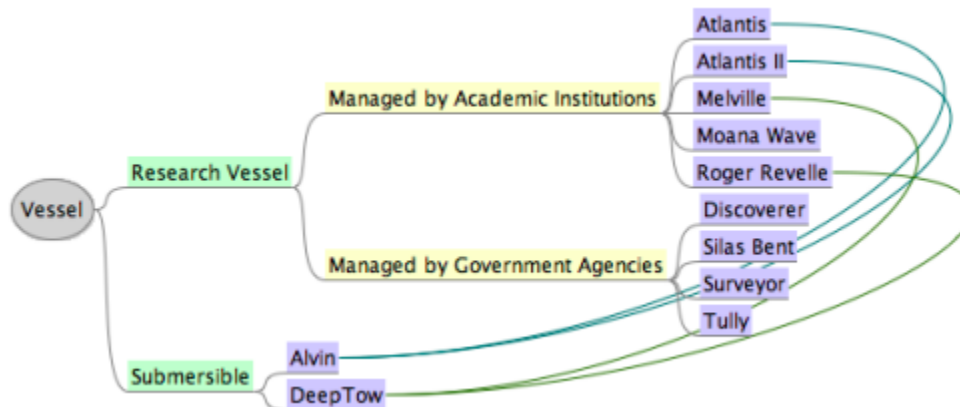 Vessel
Research Vessel
Managed by Academic Institutions
Atlantis
Atlantis II
Melville
Moana Wave
Roger Revelle
Managed by Government Agencies
Discoverer
Silas Bent
Surveyor
Tully
Submersible
Alvin
DeepTow